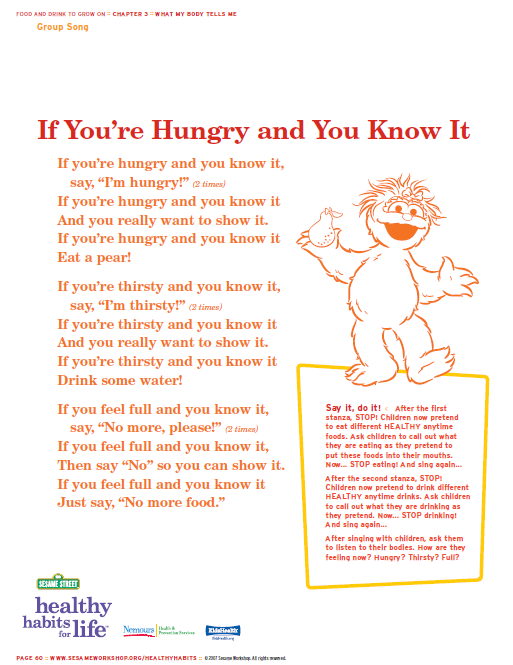 FOOD AND DRINK TO GROW ON :: CHAPTER 3 :: WHAT MY BODY TELLS ME
Group Song
If You're Hungry and You Know It
If you're hungry and you know it,
say, “I'm hungry!” (2 times)
If you're hungry and you know it
And you really want to show it.
If you're hungry and you know it
Eat a pear!
If you're thirsty and you know it,
say, “I'm thirsty!” (2 times)
If you're thirsty and you know it
And you really want to show it.
If you're thirsty and you know it
Drink some water!
If you feel full and you know it,
say, “No more, please!” (2 times)
If you feel full and you know it,
Then say “No” so you can show it.
If you feel full and you know it
Just say, “No more food.”
Say it, do it! After the first
stanza, STOP! Children now pretend
to eat different HEALTHY anytime
foods. Ask children to call out what
they are eating as they pretend to
put these foods into their mouths.
Now... STOP eating! And sing again...
After the second stanza, STOP!
Children now pretend to drink different
HEALTHY anytime drinks. Ask children
to call out what they are drinking as
they pretend. Now... STOP drinking!
And sing again...
After singing with children, ask them
to listen to their bodies. How are they
feeling now? Hungry? Thirsty? Full?
SESAME STREET
healthy
habits
for life™
Nemours Health &
Prevention Services
KidsHealth
KidsHealth.org
PAGE 60 :: WWW.SESAMEWORKSHOP.ORG/HEALTHYHABITS :: © 2007 Sesame Workshop. All rights reserved.